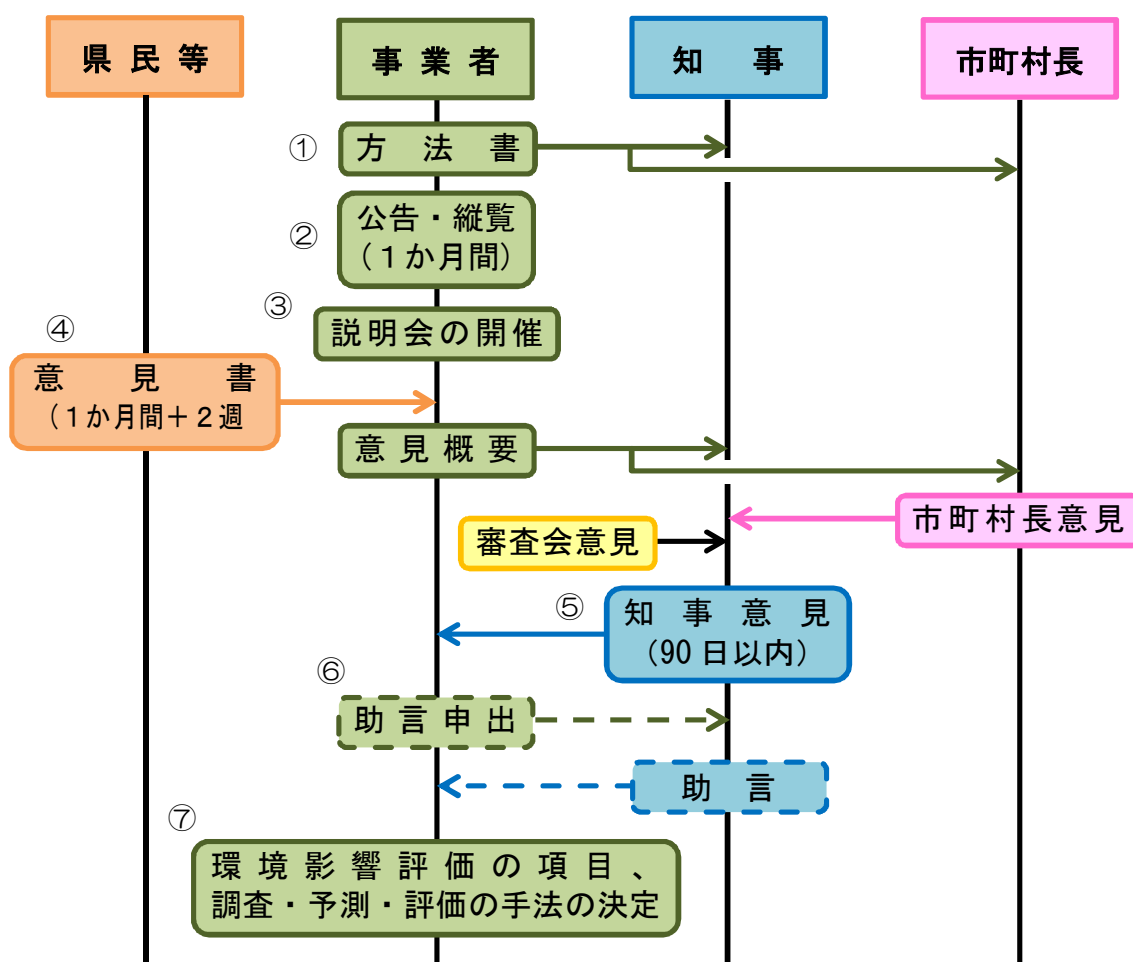 県民等
事業者
知事
市町村長
①
方法書
②
公告・縦覧
(１か月間)
③
説明会の開催
④
意見書
(１か月間＋２週
意見概要
市町村長意見
審査会意見
⑤
知事意見
(90日以内)
⑥
助言申出
助言
⑦
環境影響評価の項目、
調査・予測・評価の手法の決定